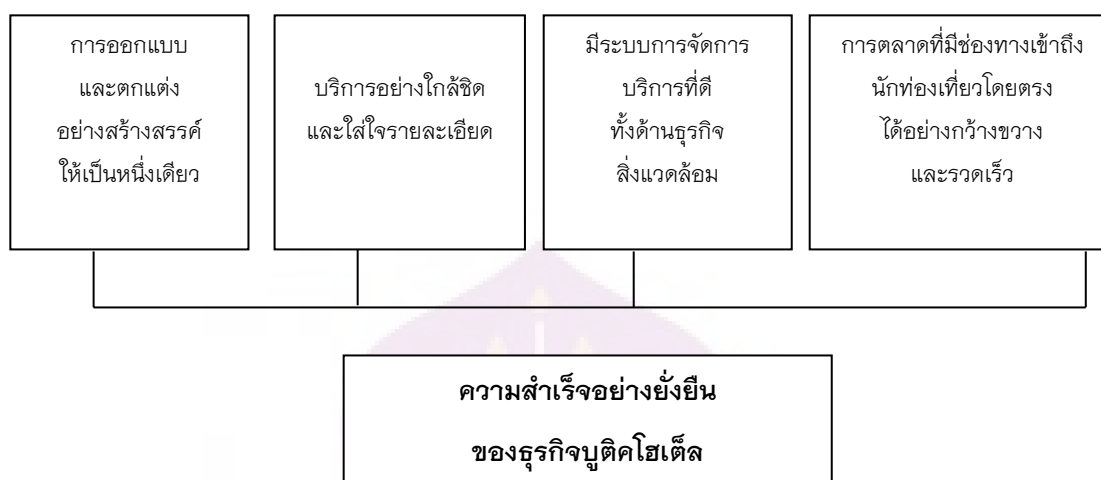 การออกแบบ
และตกแต่ง
อย่างสร้างสรรค์
ให้เป็นหนึ่งเดียว
บริการอย่างใกล้ชิด
และใส่ใจรายละเอียด
มีระบบการจัดการ
บริการที่ดี
ทั้งด้านธุรกิจ
สิ่งแวดล้อม
การตลาดที่มีช่องทางเข้าถึง
นักท่องเที่ยวโดยตรง
ได้อย่างกว้างขวาง
และรวดเร็ว
ความสำเร็จอย่างยั่งยืน
ของธุรกิจบูติคโฮเต็ล